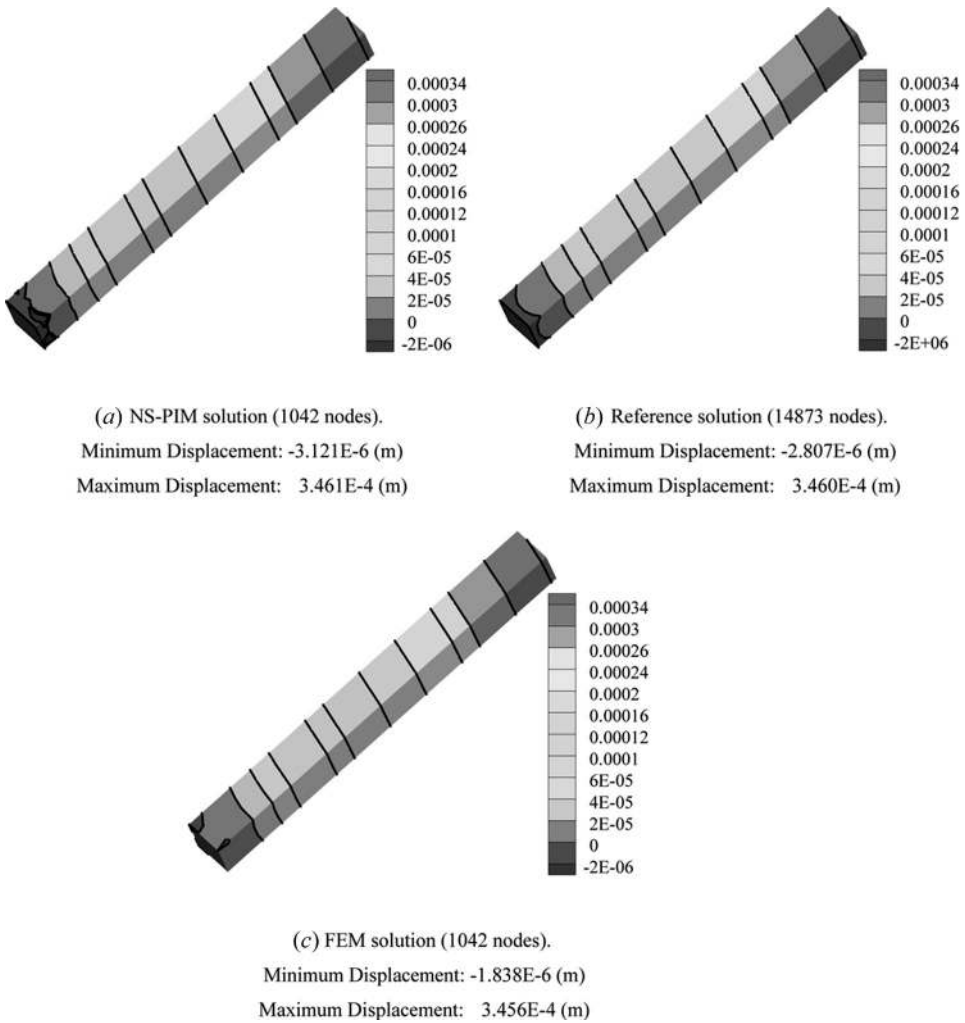 0.00034
0.0003
0.00026
0.00024
0.0002
0.00016
0.00012
0.0001
6E-05
4E-05
2E-05
0
-2E-06
(a) NS-PIM solution (1042 nodes).
Minimum Displacement: -3.121E-6 (m)
Maximum Displacement: 3.461E-4 (m)
0.00034
0.0003
0.00026
0.00024
0.0002
0.00016
0.00012
0.0001
6E-05
4E-05
2E-05
0
-2E+06
(b) Reference solution (14873 nodes).
Minimum Displacement: -2.807E-6 (m)
Maximum Displacement: 3.460E-4 (m)
0.00034
0.0003
0.00026
0.00024
0.0002
0.00016
0.00012
0.0001
6E-05
4E-05
2E-05
0
-2E-06
(c) FEM solution (1042 nodes).
Minimum Displacement: -1.838E-6 (m)
Maximum Displacement: 3.456E-4 (m)